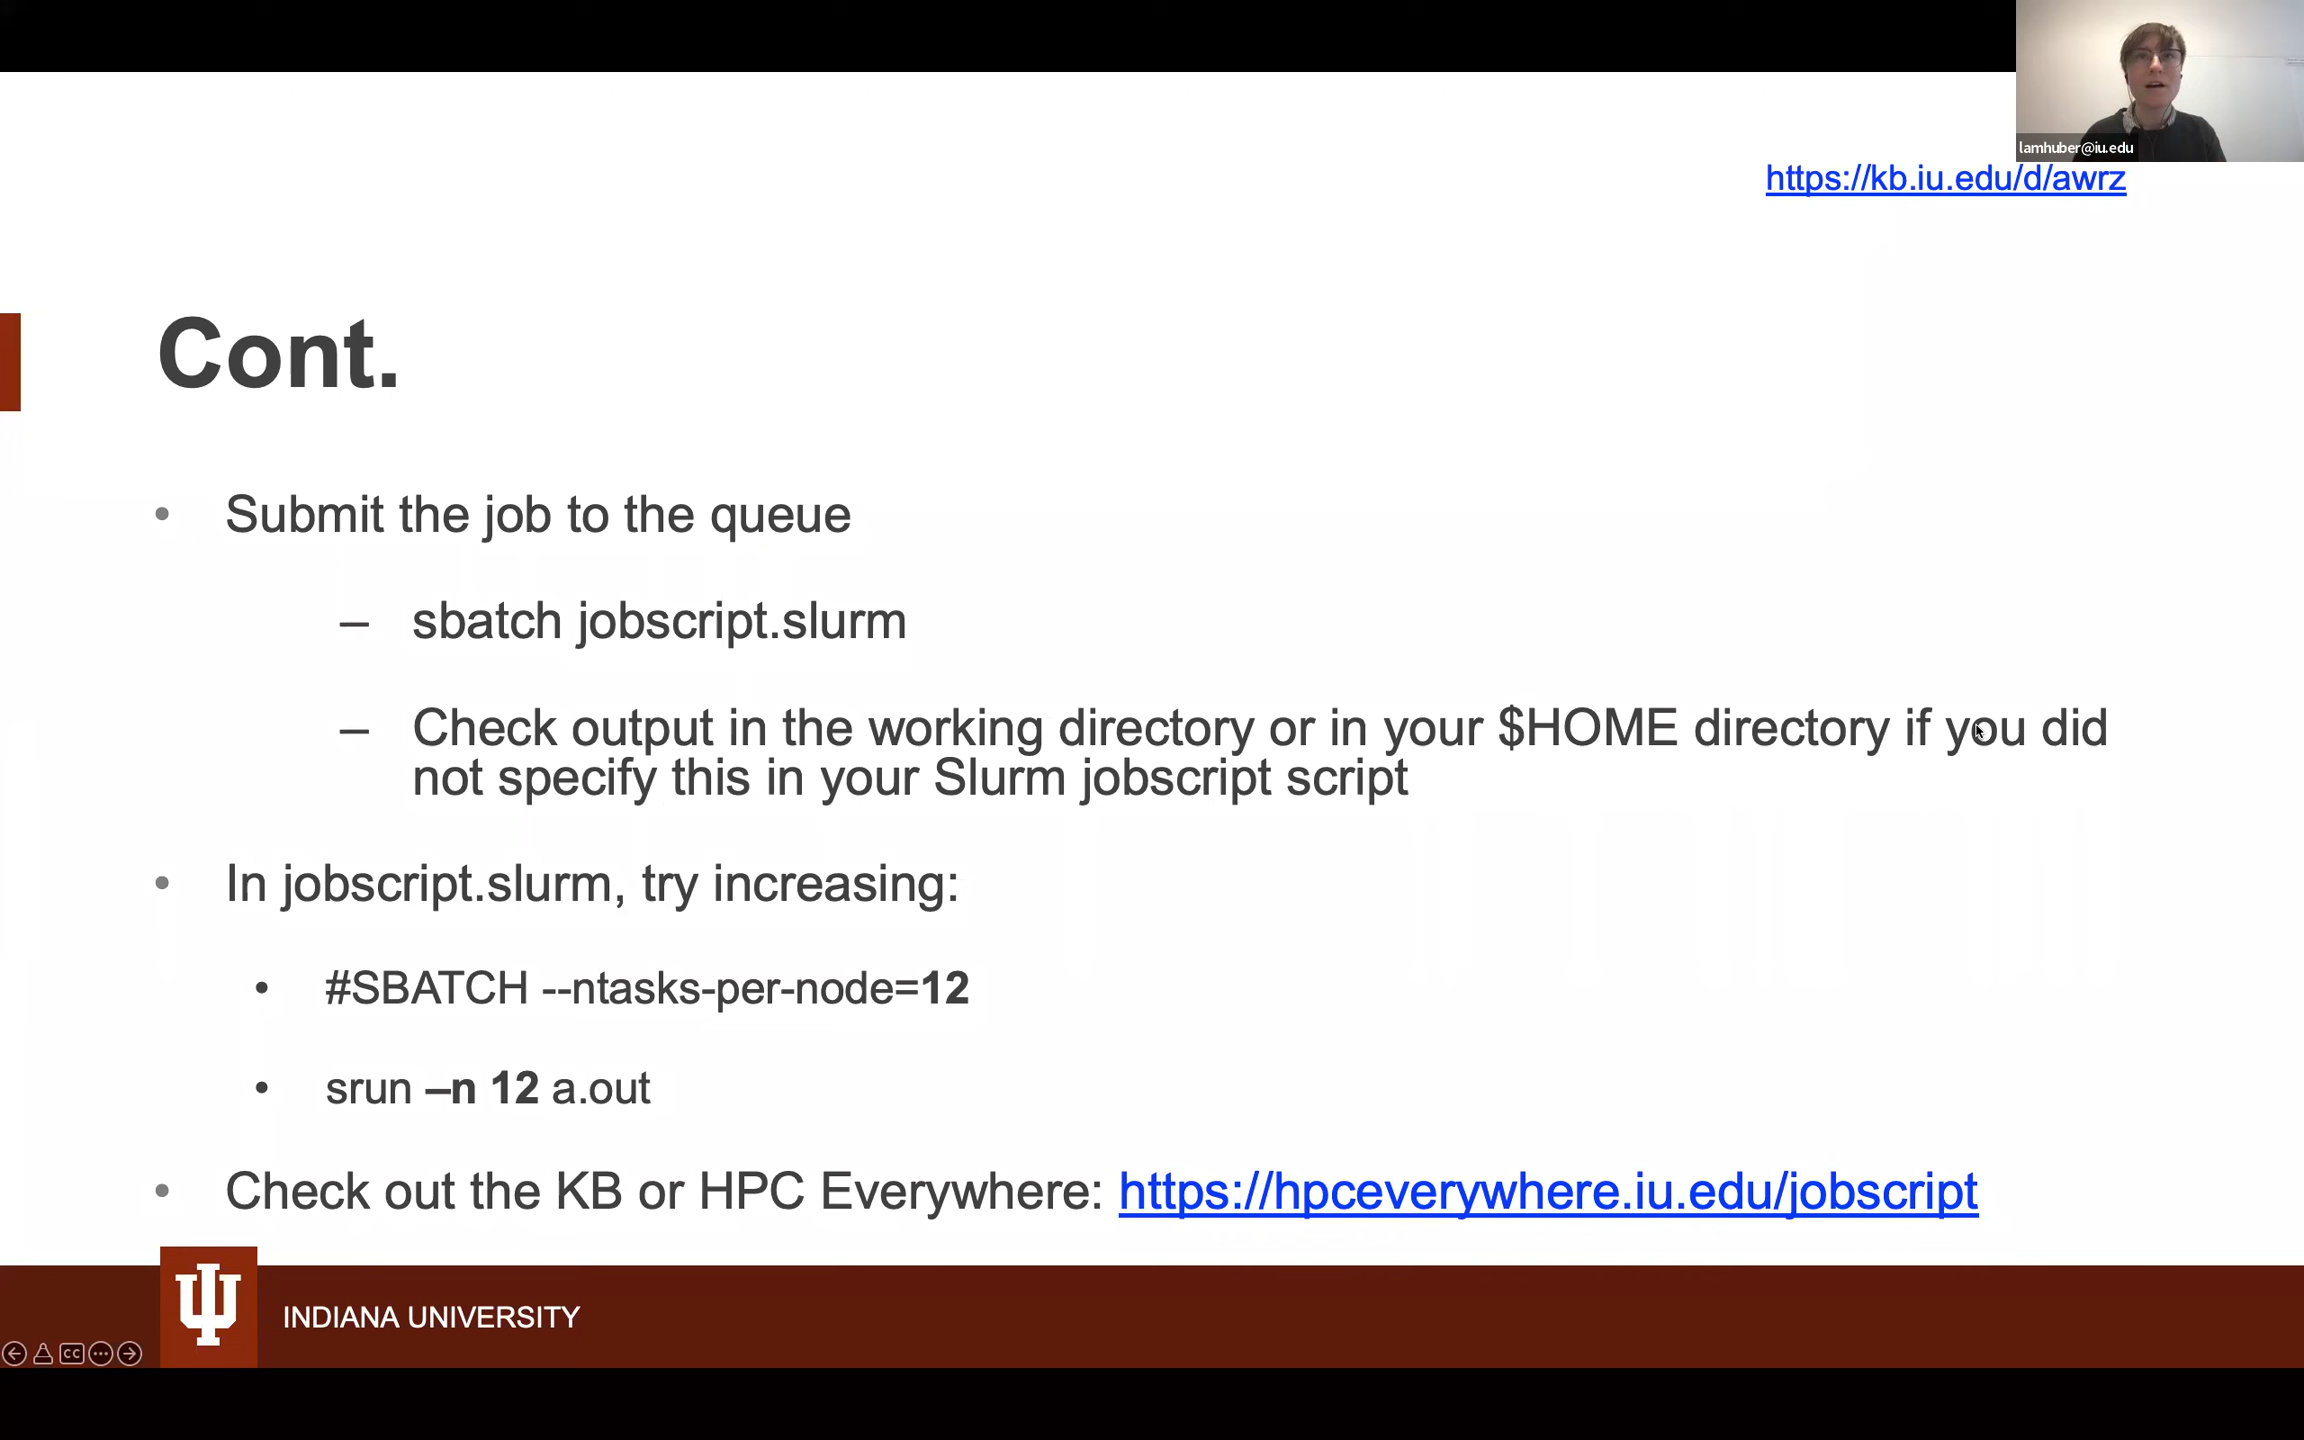 lamhuber@iu.edu
https://kb.iu.edu/d/awrz
Cont.
• Submit the job to the queue
– sbatch jobscript.slurm
– Check output in the working directory or in your $HOME directory if you did
not specify this in your Slurm jobscript script
• In jobscript.slurm, try increasing:
• #SBATCH --ntasks-per-node=12
• srun –n 12 a.out
• Check out the KB or HPC Everywhere: https://hpceverywhere.iu.edu/jobscript
INDIANA UNIVERSITY
CC